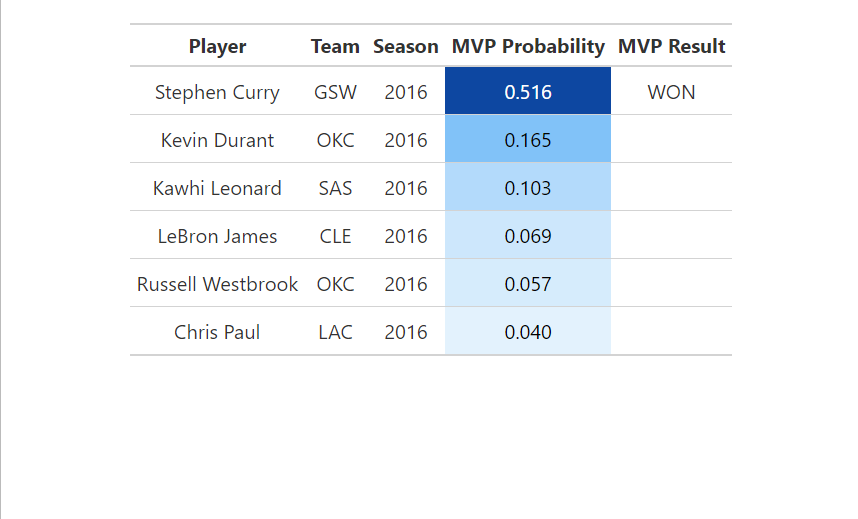 Player Team Season MVP Probability MVP Result
Stephen Curry GSW 2016 0.516 WON
Kevin Durant OKC 2016 0.165
Kawhi Leonard SAS 2016 0.103
LeBron James CLE 2016 0.069
Russell Westbrook OKC 2016 0.057
Chris Paul LAC 2016 0.040